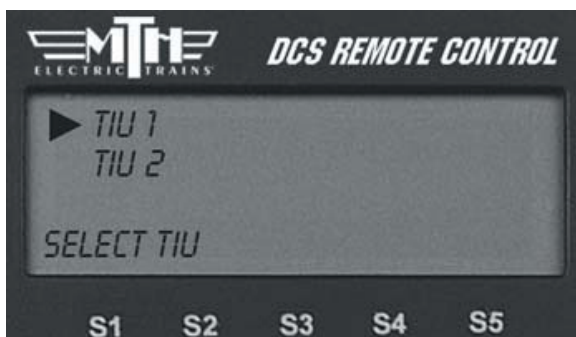 MTH
ELECTRIC TRAINS®
DCS REMOTE CONTROL
▶ TIU 1
TIU 2
SELECT TIU
S1 S2 S3 S4 S5